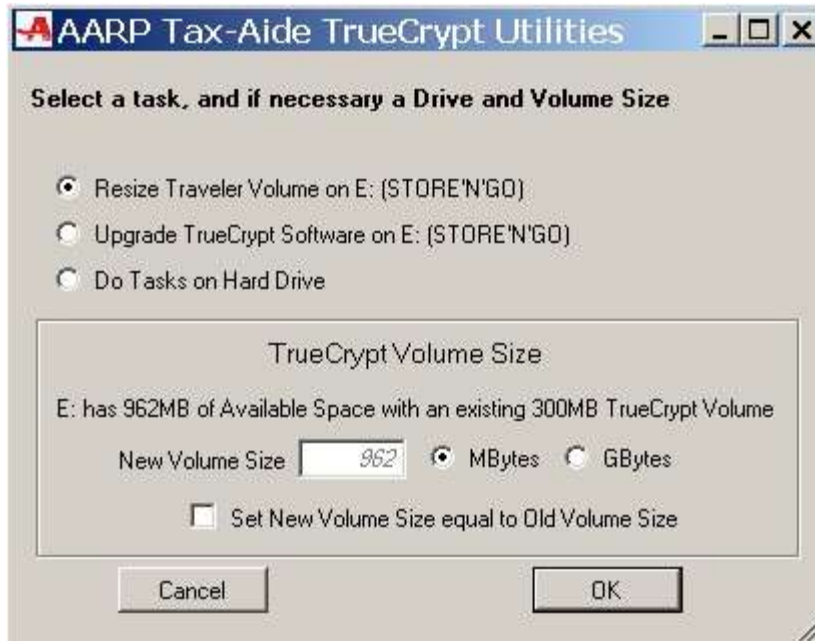 AARP Tax-Aide TrueCrypt Utilities
Select a task, and if necessary a Drive and Volume Size
Resize Traveler Volume on E: (STORE'N'GO)
Upgrade TrueCrypt Software on E: (STORE'N'GO)
Do Tasks on Hard Drive
TrueCrypt Volume Size
E: has 962MB of Available Space with an existing 300MB TrueCrypt Volume
New Volume Size 962 MBytes GBytes
Set New Volume Size equal to Old Volume Size
Cancel OK